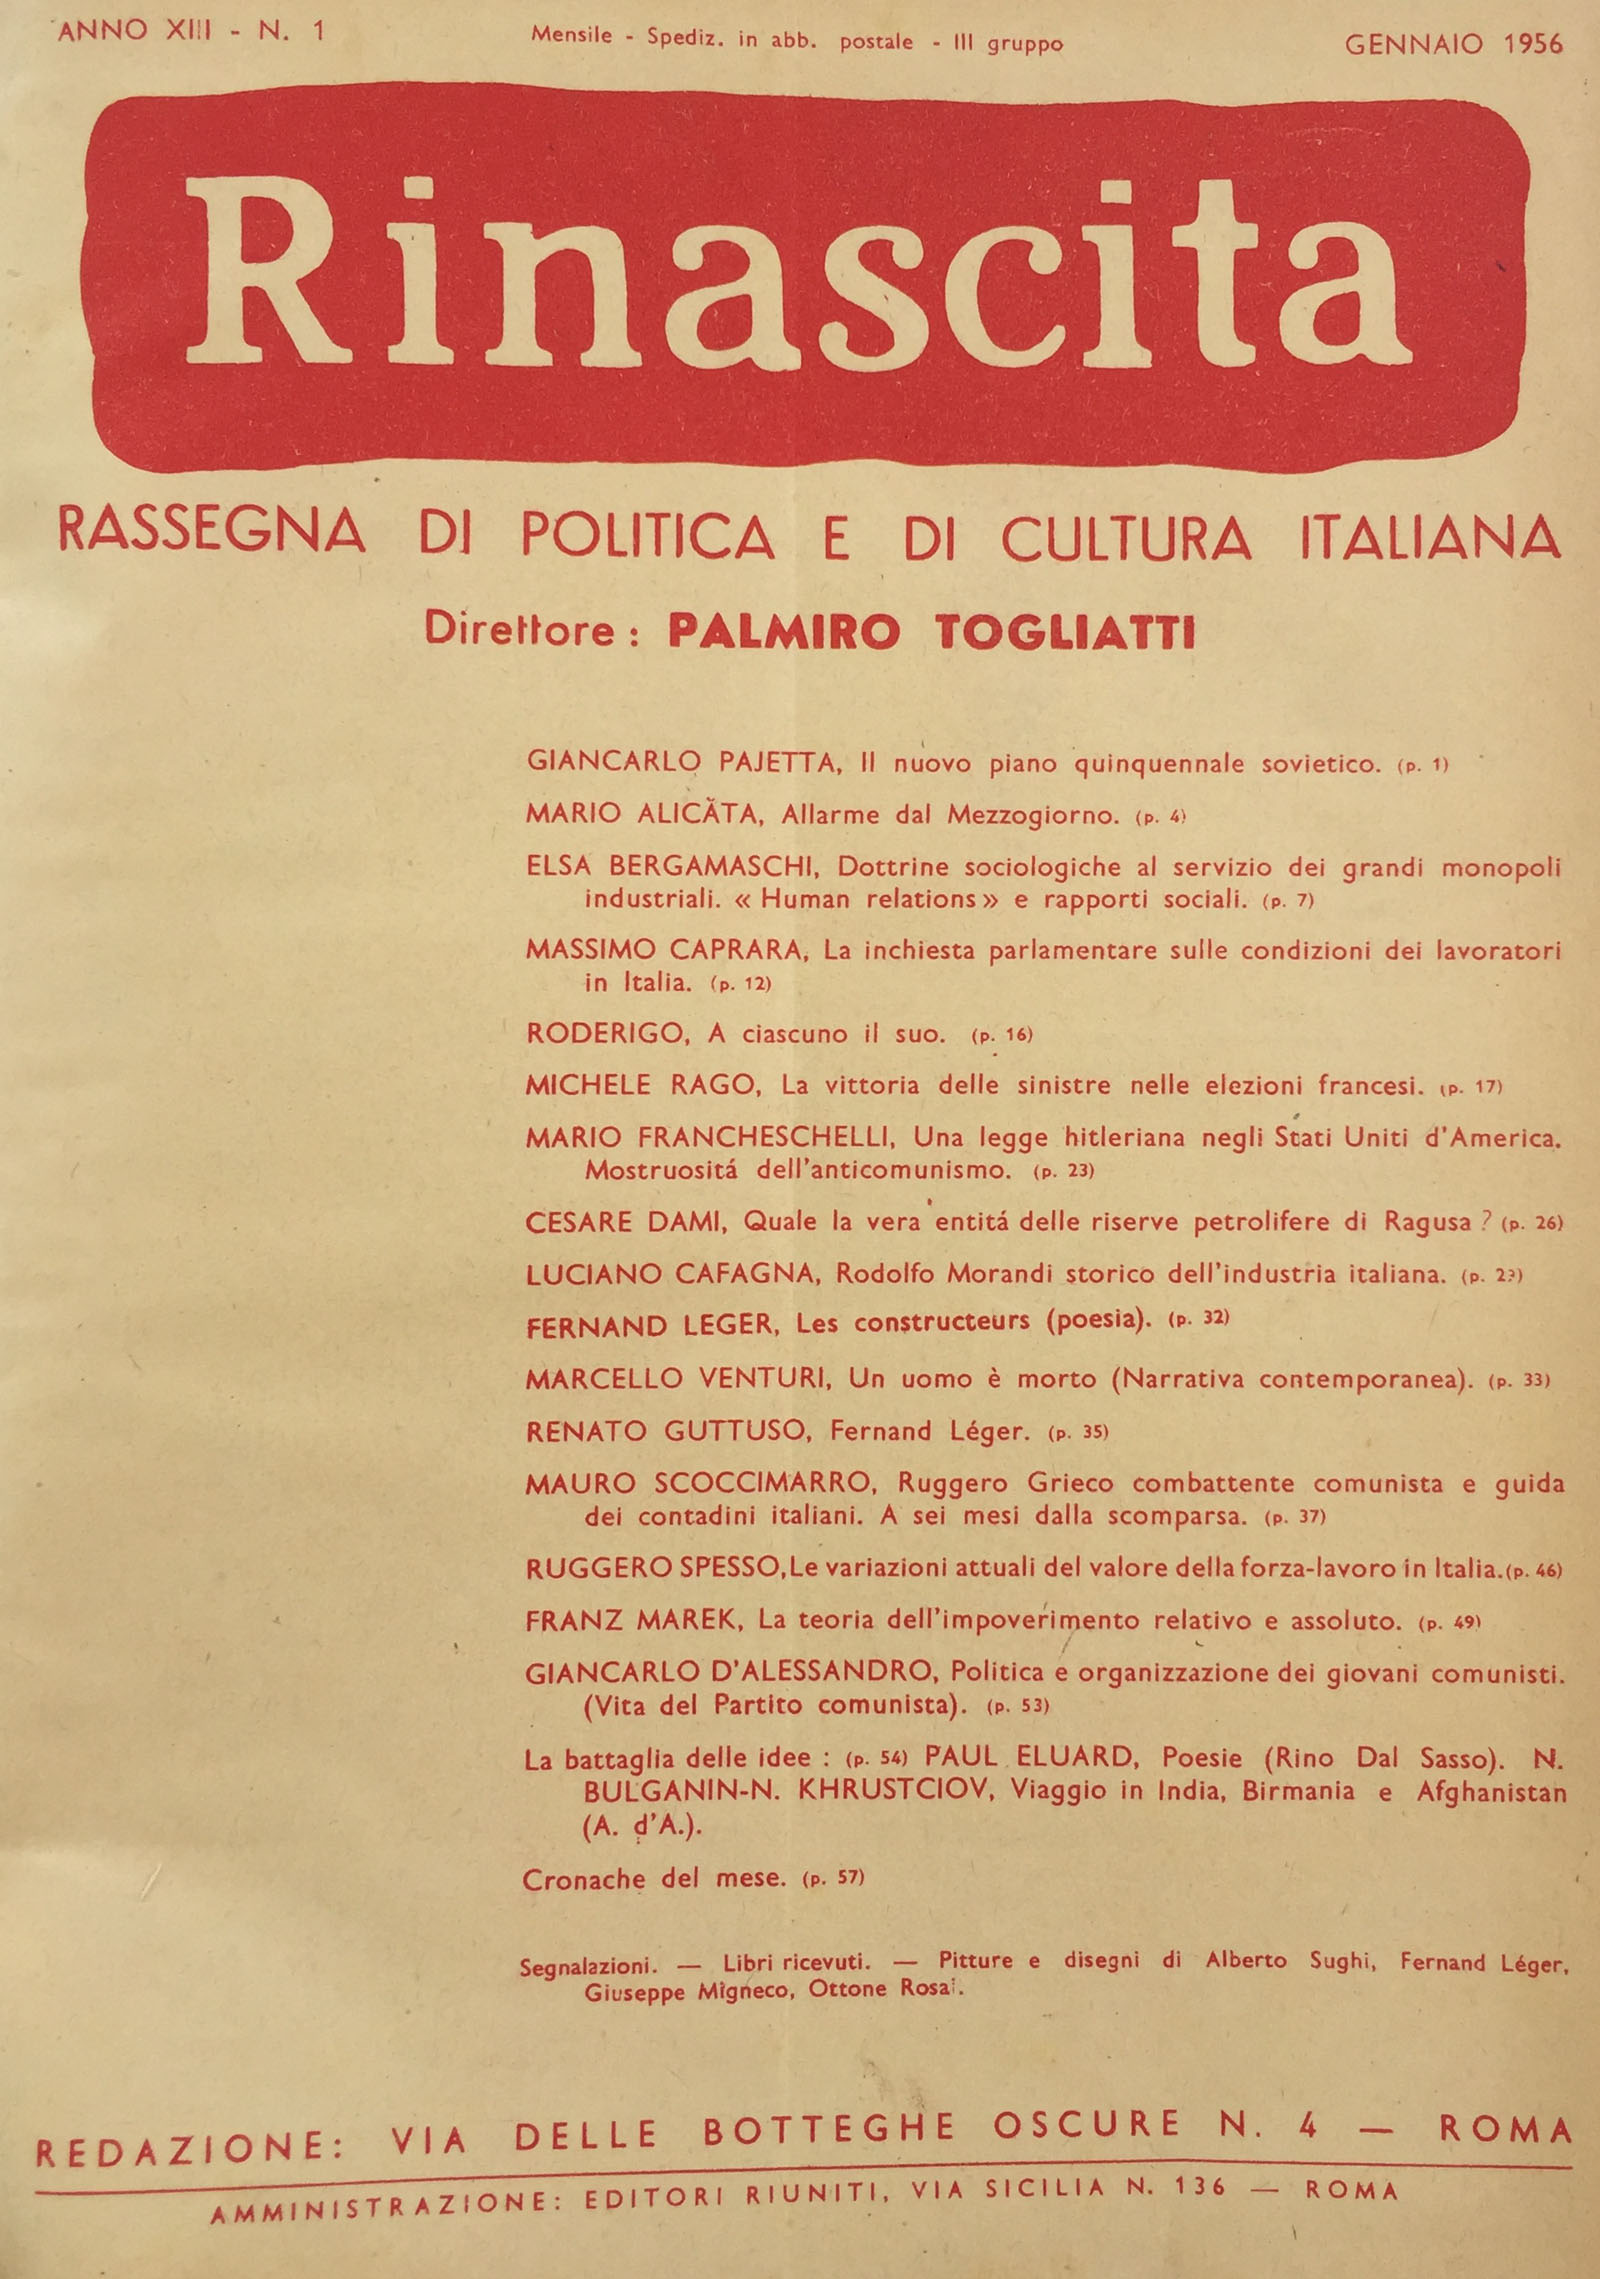 ANNO XIII - N. 1
Mensile - Spediz. in abb. postale - III gruppo
GENNAIO 1956
Rinascita
RASSEGNA DI POLITICA E DI CULTURA ITALIANA
Direttore : PALMIRO TOGLIATTI
GIANCARLO PAJETTA, Il nuovo piano quinquennale sovietico. (p. 1)
MARIO ALICĂTA, Allarme dal Mezzogiorno. (p. 4)
ELSA BERGAMASCHI, Dottrine sociologiche al servizio dei grandi monopoli
industriali. « Human relations » e rapporti sociali. (p. 7)
MASSIMO CAPRARA, La inchiesta parlamentare sulle condizioni dei lavoratori
in Italia. (p. 12)
RODERIGO, A ciascuno il suo. (p. 16)
MICHELE RAGO, La vittoria delle sinistre nelle elezioni francesi. (p. 17)
MARIO FRANCHESCHELLI, Una legge hitleriana negli Stati Uniti d'America.
Mostruositá dell'anticomunismo. (p. 23)
CESARE DAMI, Quale la vera entitá delle riserve petrolifere di Ragusa ? (p. 26)
LUCIANO CAFAGNA, Rodolfo Morandi storico dell'industria italiana. (p.
FERNAND LEGER, Les constructeurs (poesia). (p. 32)
MARCELLO VENTURI, Un uomo è morto (Narrativa contemporanea). (p. 33)
RENATO GUTTUSO, Fernand Léger. (p. 35)
MAURO SCOCCIMARRO, Ruggero Grieco combattente comunista e guida
dei contadini italiani. A sei mesi dalla scomparsa. (p. 37)
RUGGERO SPESSO, Le variazioni attuali del valore della forza-lavoro in Italia. (p. 46)
FRANZ MAREK, La teoria dell'impoverimento relativo e assoluto. (p. 49)
GIANCARLO D'ALESSANDRO, Politica e organizzazione dei giovani comunisti.
(Vita del Partito comunista). (p. 53)
La battaglia delle idee : (p. 54) PAUL ELUARD, Poesie (Rino Dal Sasso). N.
BULGANIN-N. KHRUSTCIOV, Viaggio in India, Birmania e Afghanistan
(A. d'A.).
Cronache del mese. (p. 57)
Segnalazioni. — Libri ricevuti. — Pitture e disegni di Alberto Sughi, Fernand Léger,
Giuseppe Migneco, Ottone Rosai.
REDAZIONE: VIA DELLE BOTTEGHE OSCURE N. 4 — ROMA
AMMINISTRAZIONE: EDITORI RIUNITI, VIA SICILIA N. 136 — ROMA